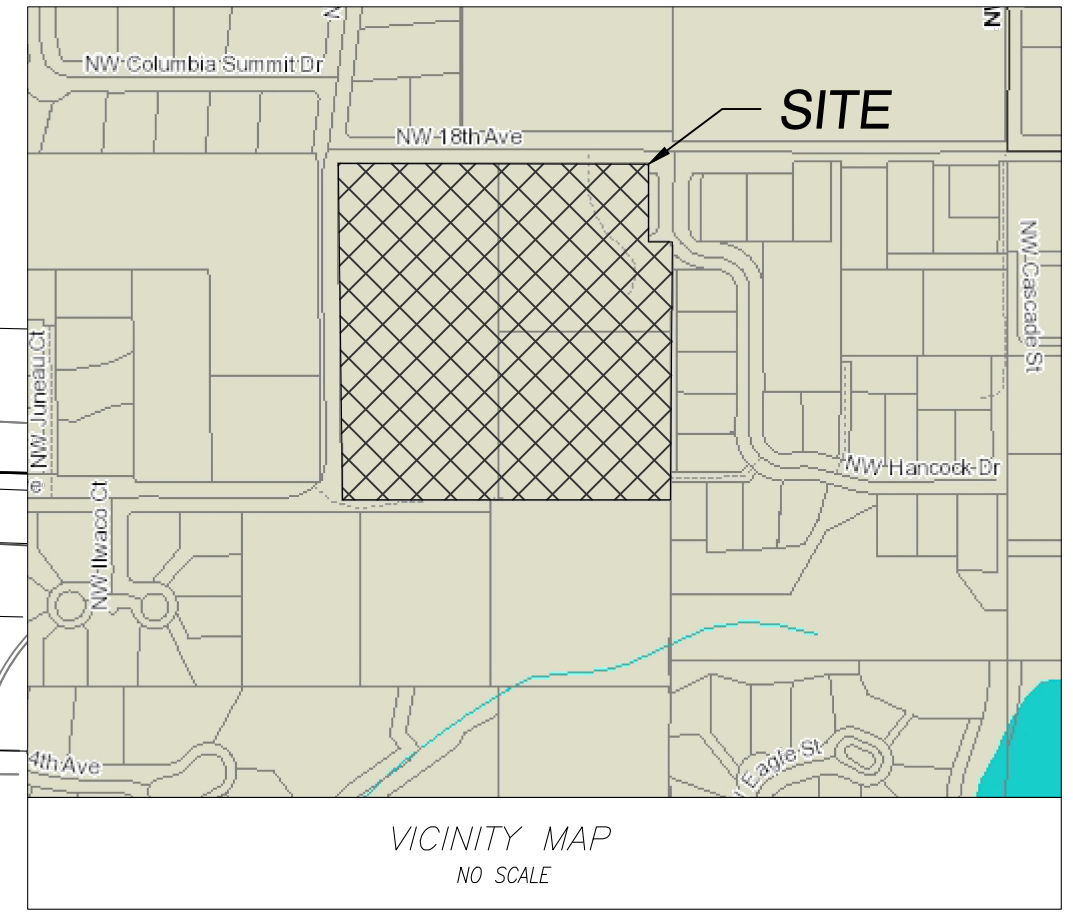 NW Columbia Summit Dr
SITE
NW 18th Ave
NW Cascade St
NW Juneau Ct
NW Hancock Dr
e
NW Ilwaco Ct
4th Ave
Eagle St
VICINITY MAP
NO SCALE